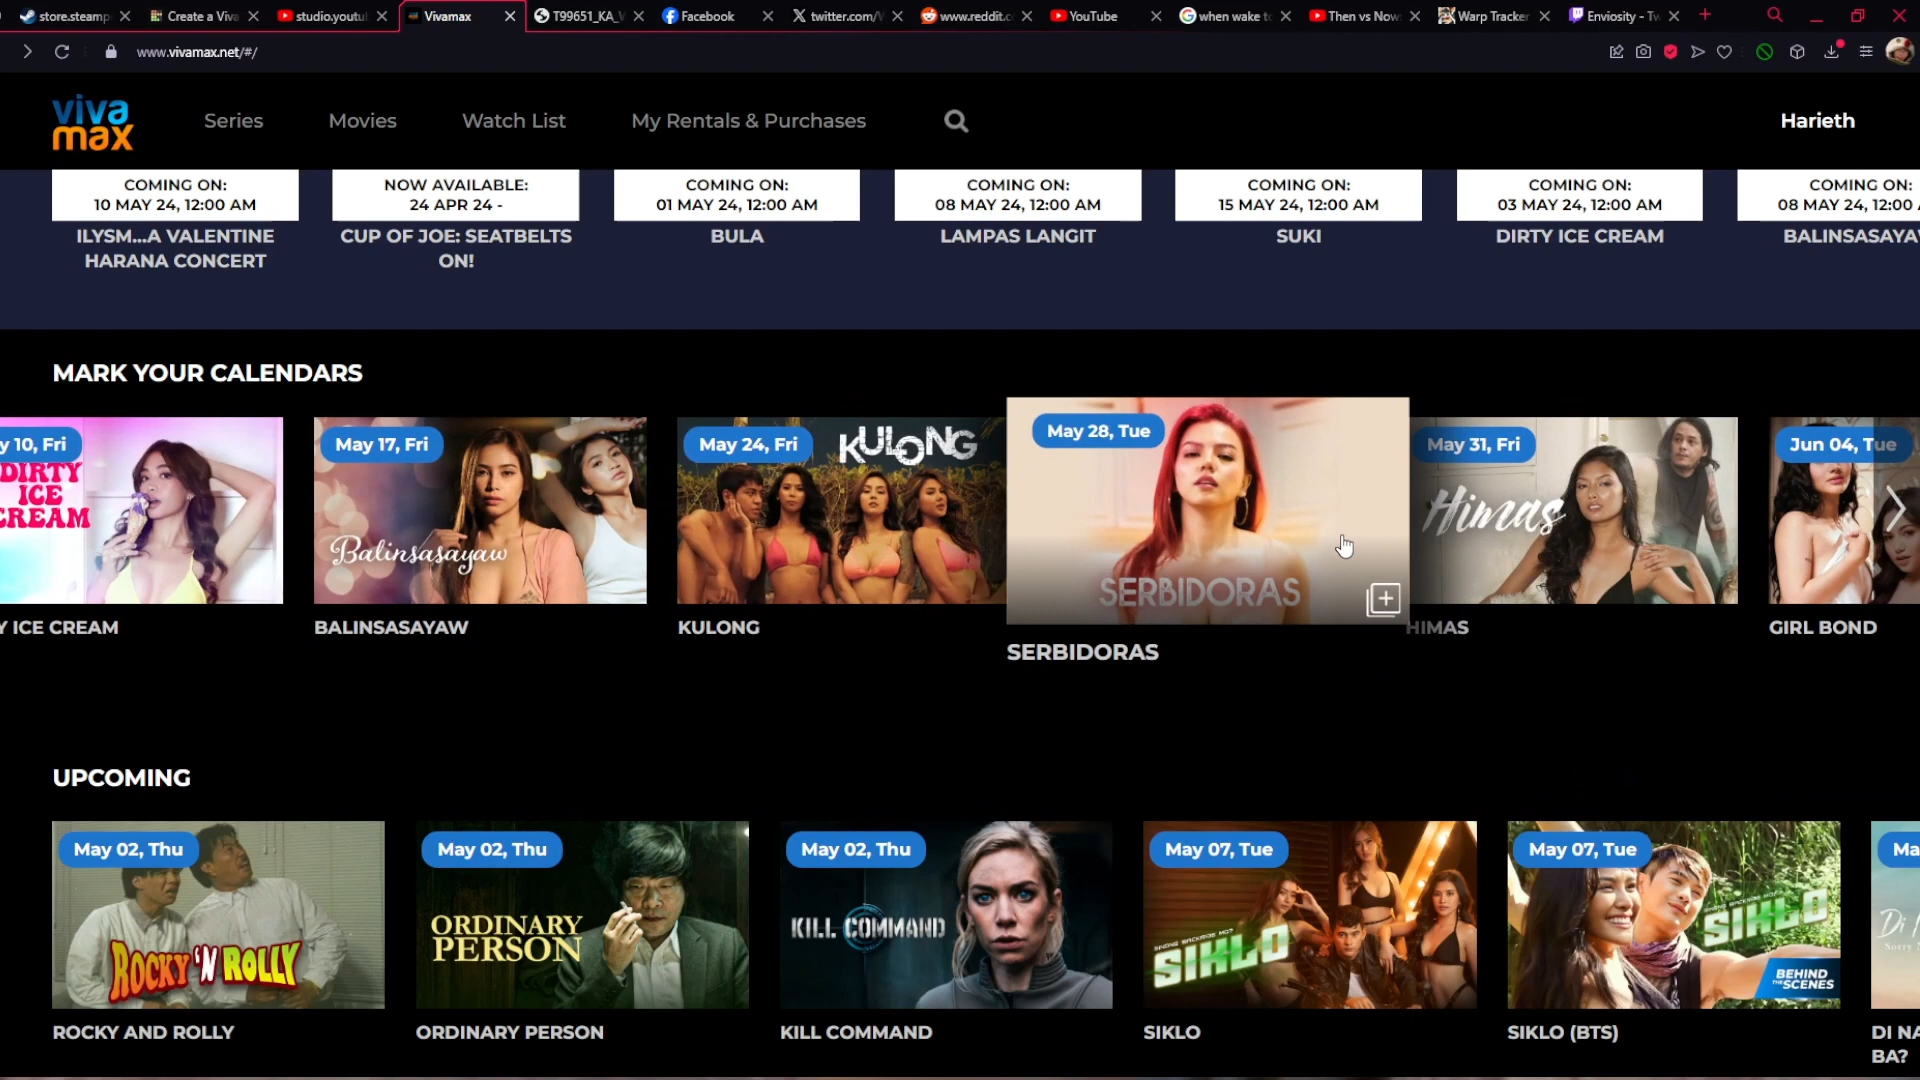 store.steamp
Create a Viva
studio.youtu
Vivamax
T99651_KA_V
Facebook
twitter.com/V
www.reddit.c
YouTube
when wake to
Then vs Now
Warp Tracker
Enviosity - Tw
www.vivamax.net/#/
viva
max
Series
Movies
Watch List
My Rentals & Purchases
Harieth
COMING ON:
10 MAY 24, 12:00 AM
ILYSM...A VALENTINE
HARANA CONCERT
NOW AVAILABLE:
24 APR 24 -
CUP OF JOE: SEATBELTS
ON!
COMING ON:
01 MAY 24, 12:00 AM
BULA
COMING ON:
08 MAY 24, 12:00 AM
LAMPAS LANGIT
COMING ON:
15 MAY 24, 12:00 AM
SUKI
COMING ON:
03 MAY 24, 12:00 AM
DIRTY ICE CREAM
COMING ON:
08 MAY 24, 12:00
BALINSASAYA
MARK YOUR CALENDARS
y 10, Fri
DIRTY
ICE
CREAM
Y ICE CREAM
May 17, Fri
Balinsasayaw
BALINSASAYAW
May 24, Fri
KULONG
KULONG
May 28, Tue
SERBIDORAS
SERBIDORAS
May 31, Fri
Himas
HIMAS
Jun 04, Tue
GIRL BOND
UPCOMING
May 02, Thu
ROCKY 'N ROLLY
ROCKY AND ROLLY
May 02, Thu
ORDINARY
PERSON
ORDINARY PERSON
May 02, Thu
KILL COMMAND
KILL COMMAND
May 07, Tue
SIKLO
SIKLO
May 07, Tue
SIKLO
BEHIND
THE SCENES
SIKLO (BTS)
Ma
Di
DI NA
BA?